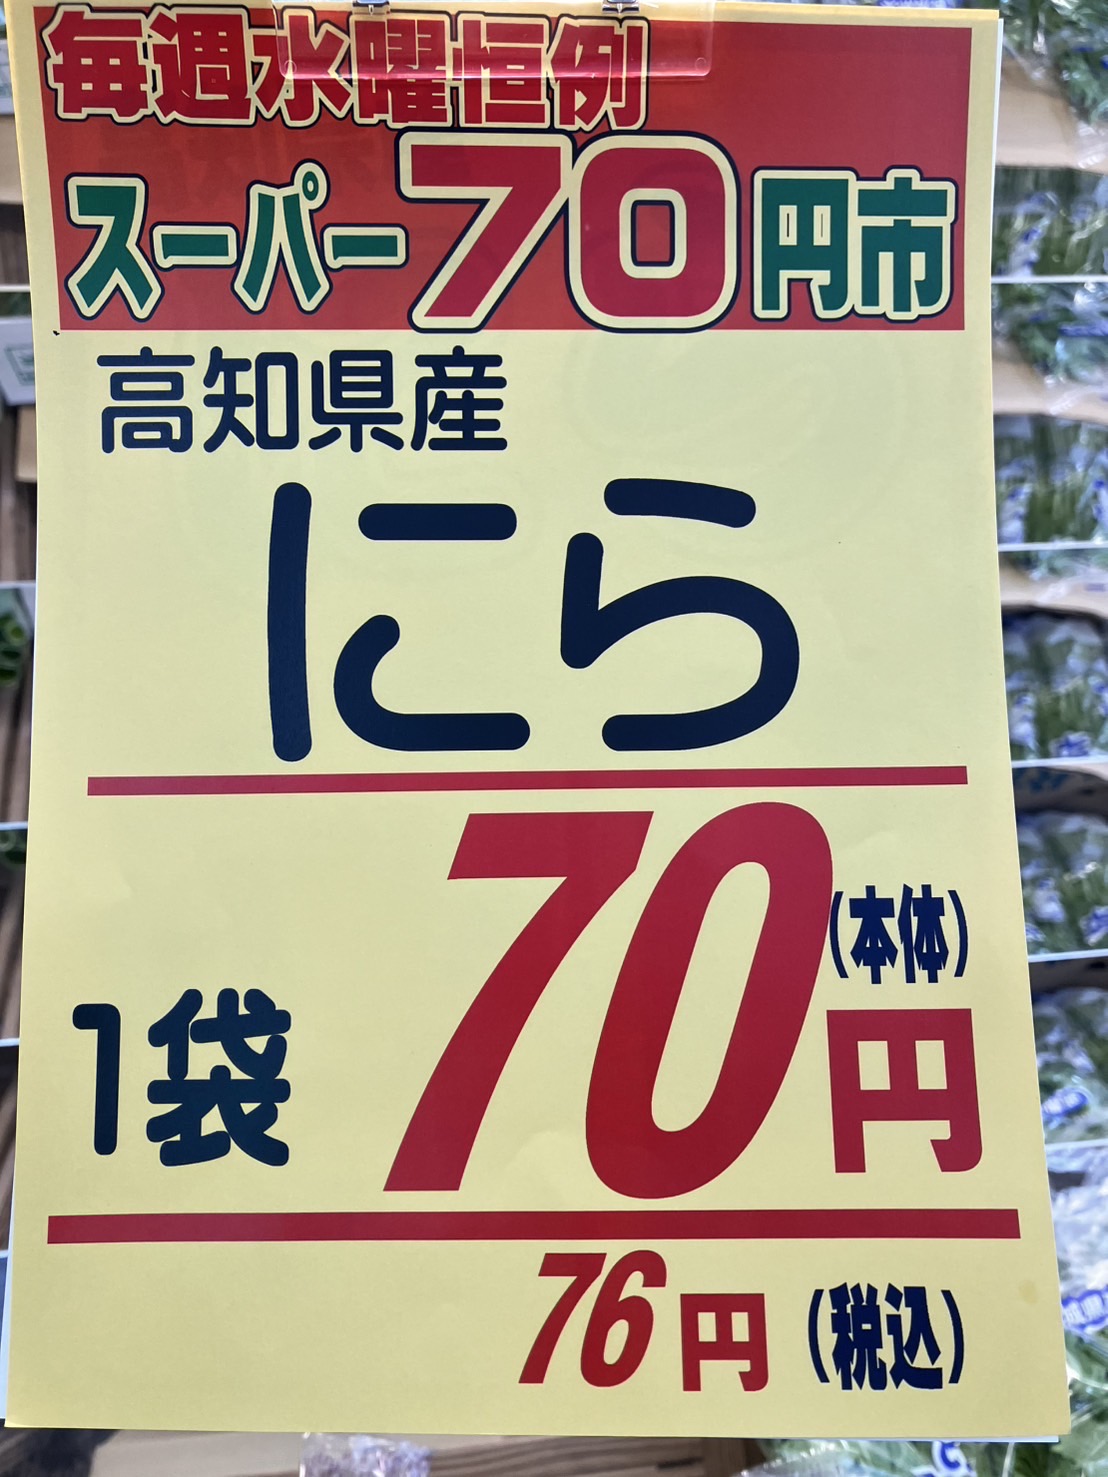 毎週水曜恒例
スーパー70円市
高知県産
にら
1袋 70円 (本体)
76円 (税込)